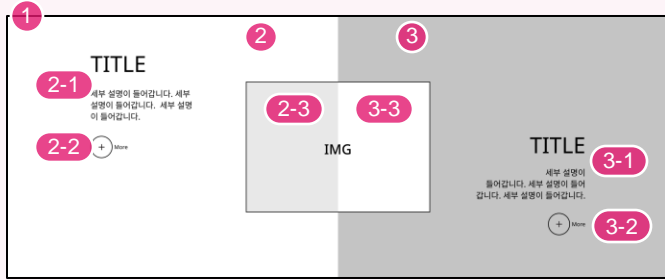 1
2
3
TITLE
2-1
세부 설명이 들어갑니다. 세부
설명이 들어갑니다. 세부 설명
이 들어갑니다.
2-2
+ More
2-3
3-3
IMG
TITLE
3-1
세부 설명이
들어갑니다. 세부 설명이 들어
갑니다. 세부 설명이 들어갑니다.
+ More
3-2